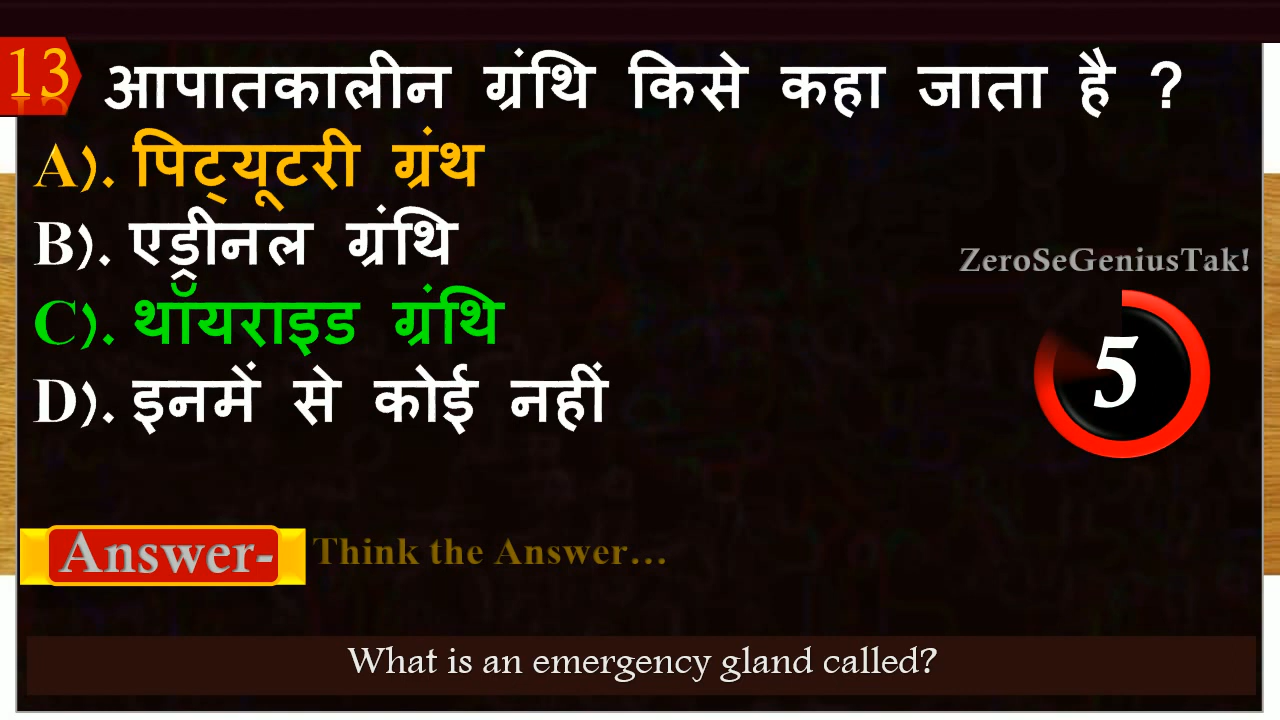 13 आपातकालीन ग्रंथि किसे कहा जाता है ?
A). पिट्यूटरी ग्रंथ
B). एड्रीनल ग्रंथि
ZeroSeGeniusTak!
C). थॉयराइड ग्रंथि
5
D). इनमें से कोई नहीं
Answer- Think the Answer...
What is an emergency gland called?